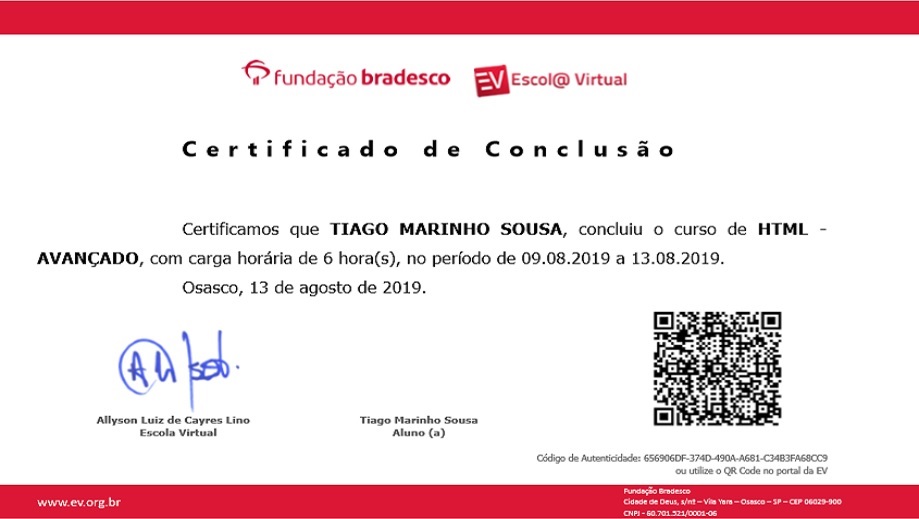 fundação bradesco EV Escol@ Virtual
Certificado de Conclusão
Certificamos que TIAGO MARINHO SOUSA, concluiu o curso de HTML -
AVANÇADO, com carga horária de 6 hora(s), no período de 09.08.2019 a 13.08.2019.
Osasco, 13 de agosto de 2019.
Allyson Luiz de Cayres Lino
Escola Virtual
Tiago Marinho Sousa
Aluno (a)
Código de Autenticidade: 656906DF-374D-490A-A681-C34B3FA68CC9
ou utilize o QR Code no portal da EV
www.ev.org.br
Fundação Bradesco
Cidade de Deus, s/nº – Vila Yara – Osasco – SP – CEP 06029-900
CNPJ - 60.701.521/0001-06